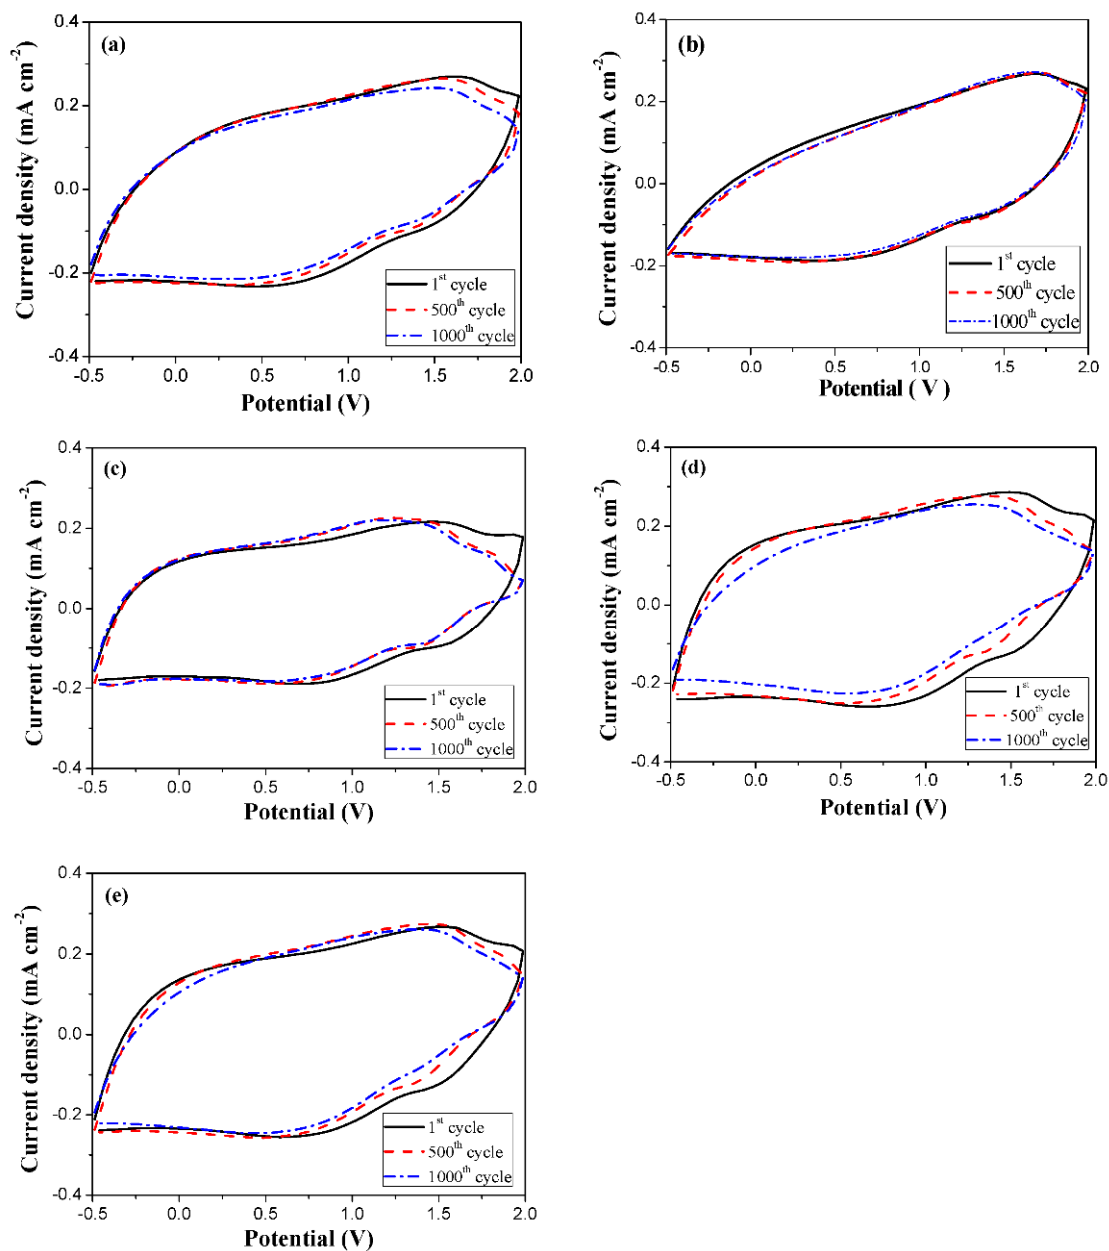 (a)
Current density (mA cm⁻²)
0.4
0.2
0.0
-0.2
-0.4
1ˢᵗ cycle
500ᵗʰ cycle
1000ᵗʰ cycle
-0.5 0.0 0.5 1.0 1.5 2.0
Potential (V)
(b)
Current density (mA cm⁻²)
0.4
0.2
0.0
-0.2
-0.4
1ˢᵗ cycle
500ᵗʰ cycle
1000ᵗʰ cycle
-0.5 0.0 0.5 1.0 1.5 2.0
Potential ( V )
(c)
Current density (mA cm⁻²)
0.4
0.2
0.0
-0.2
-0.4
1ˢᵗ cycle
500ᵗʰ cycle
1000ᵗʰ cycle
-0.5 0.0 0.5 1.0 1.5 2.0
Potential (V)
(d)
Current density (mA cm⁻²)
0.4
0.2
0.0
-0.2
-0.4
1ˢᵗ cycle
500ᵗʰ cycle
1000ᵗʰ cycle
-0.5 0.0 0.5 1.0 1.5 2.0
Potential (V)
(e)
Current density (mA cm⁻²)
0.4
0.2
0.0
-0.2
-0.4
1ˢᵗ cycle
500ᵗʰ cycle
1000ᵗʰ cycle
-0.5 0.0 0.5 1.0 1.5 2.0
Potential (V)